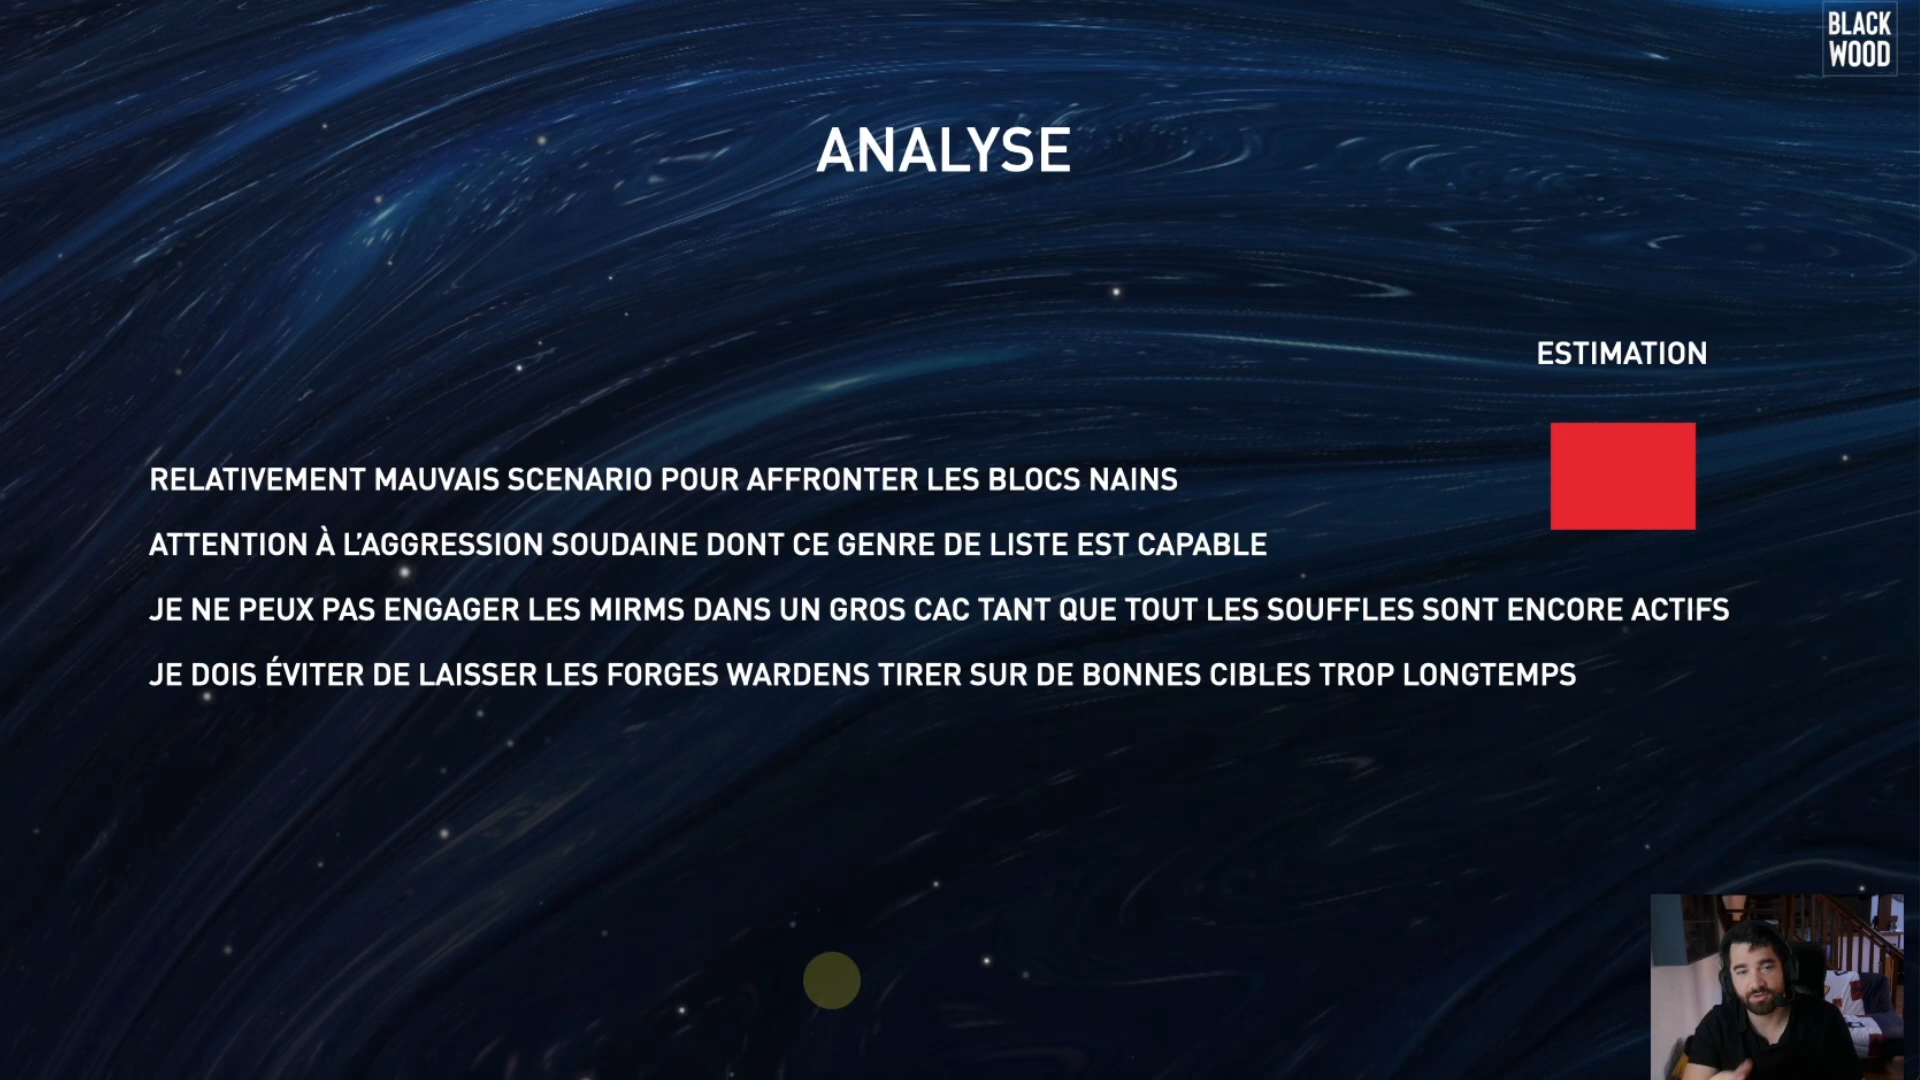 BLACK
WOOD
ANALYSE
ESTIMATION
RELATIVEMENT MAUVAIS SCENARIO POUR AFFRONTER LES BLOCS NAINS
ATTENTION À L'AGGRESSION SOUDAINE DONT CE GENRE DE LISTE EST CAPABLE
JE NE PEUX PAS ENGAGER LES MIRMS DANS UN GROS CAC TANT QUE TOUT LES SOUFFLES SONT ENCORE ACTIFS
JE DOIS ÉVITER DE LAISSER LES FORGES WARDENS TIRER SUR DE BONNES CIBLES TROP LONGTEMPS